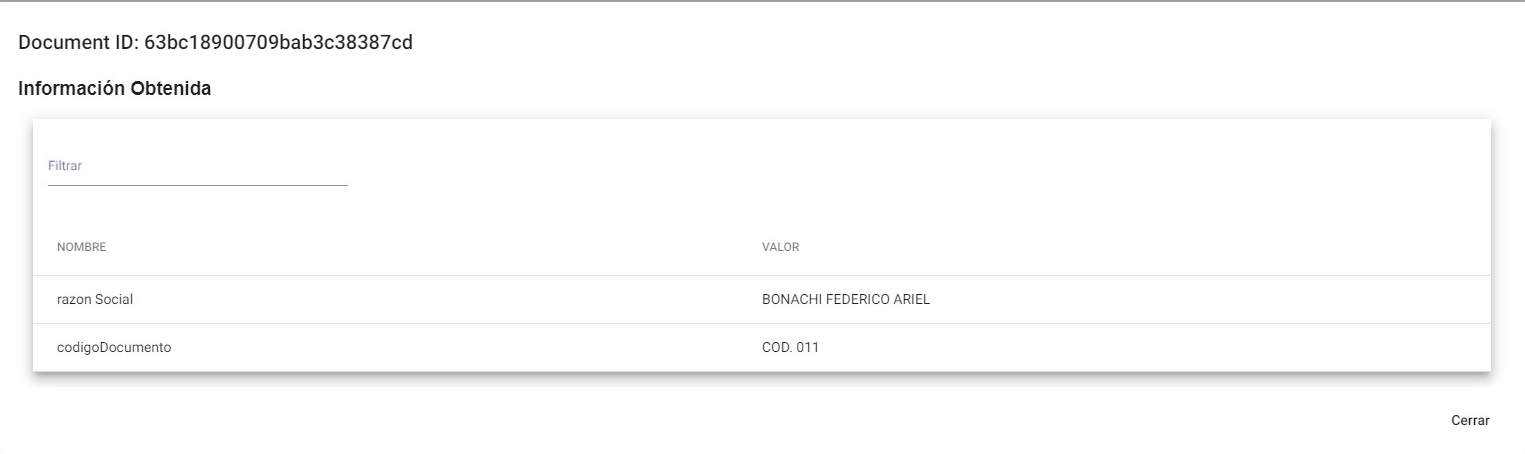 Document ID: 63bc18900709bab3c38387cd
Información Obtenida
Filtrar
NOMBRE VALOR
razon Social BONACHI FEDERICO ARIEL
codigoDocumento COD. 011
Cerrar